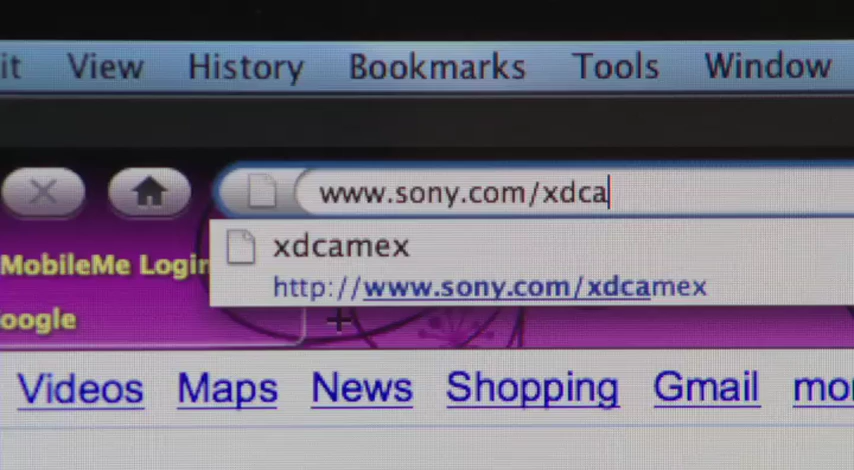 it View History Bookmarks Tools Window
www.sony.com/xdca
xdcamex
MobileMe Login
http://www.sony.com/xdcamex
oogle
Videos Maps News Shopping Gmail mo